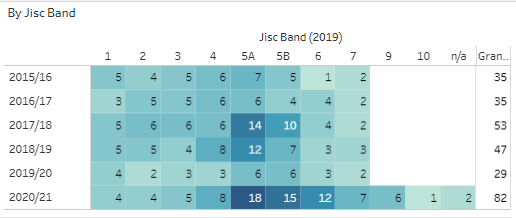 By Jisc Band
Jisc Band (2019)
1 2 3 4 5A 5B 6 7 9 10 n/a Gran..
2015/16 5 4 5 6 7 5 1 2 35
2016/17 3 5 5 6 6 4 4 2 35
2017/18 5 6 6 6 14 10 4 2 53
2018/19 5 5 4 8 12 7 3 3 47
2019/20 4 2 3 3 6 6 3 2 29
2020/21 4 4 5 8 18 15 12 7 6 1 2 82